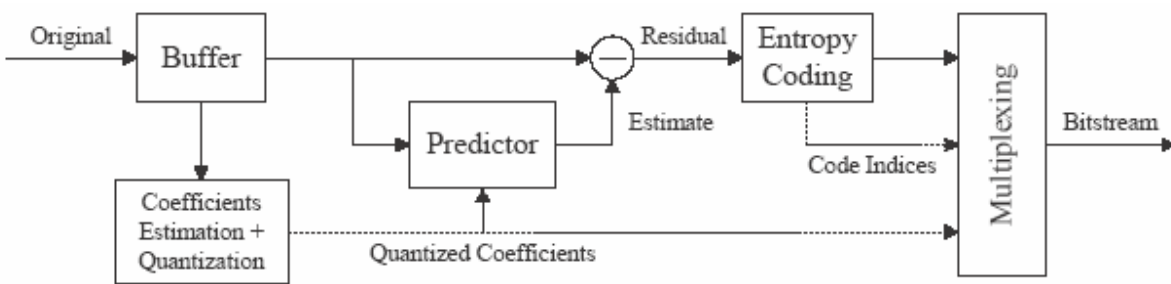 Original
Buffer
Residual
Entropy
Coding
Estimate
Predictor
Code Indices
Multiplexing
Bitstream
Coefficients
Estimation +
Quantization
Quantized Coefficients